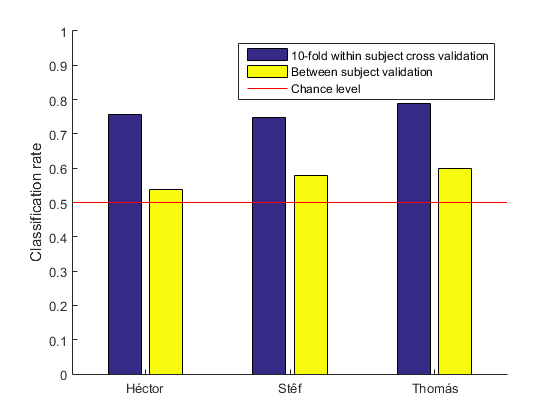 1
0.9
0.8
0.7
0.6
0.5
0.4
0.3
0.2
0.1
0
Classification rate
10-fold within subject cross validation
Between subject validation
Chance level
Héctor
Stêf
Thomás